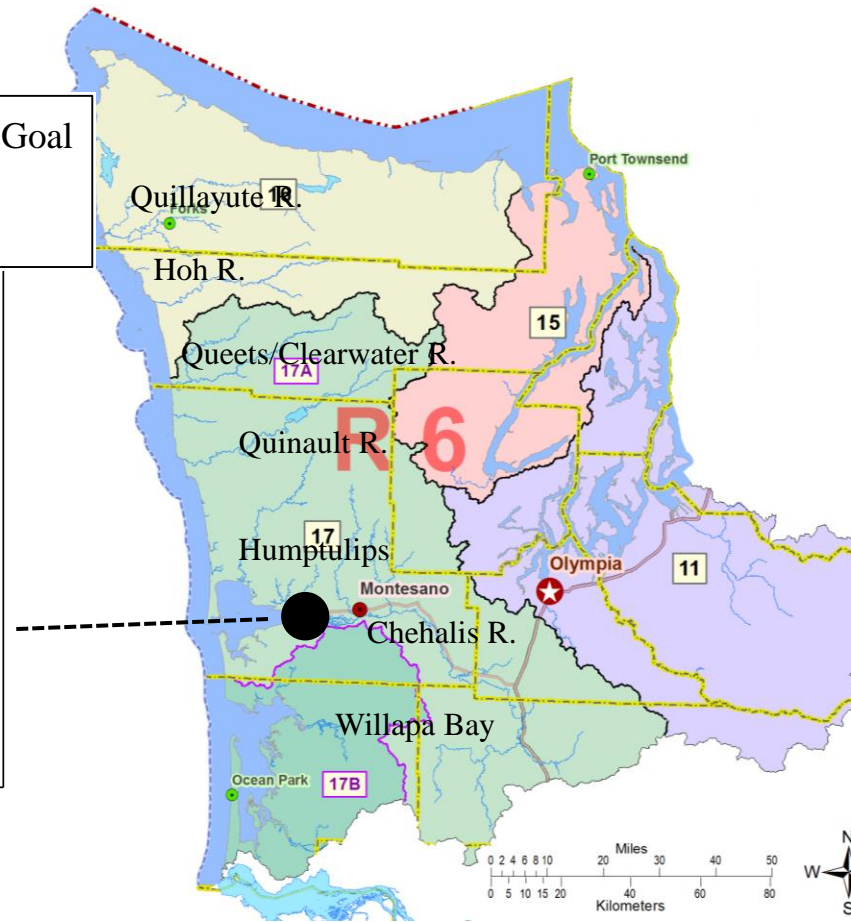 Goal
Port Townsend
Quillayute R.
Forks
Hoh R.
15
Queets/Clearwater R.
17A
R 6
Quinault R.
17
Humptulips
Olympia
11
Montesano
Chehalis R.
Willapa Bay
Ocean Park
17B
Miles
0 2 4 6 8 10 20 30 40 50
0 5 10 15 20 40 60 80
Kilometers
N
W
S